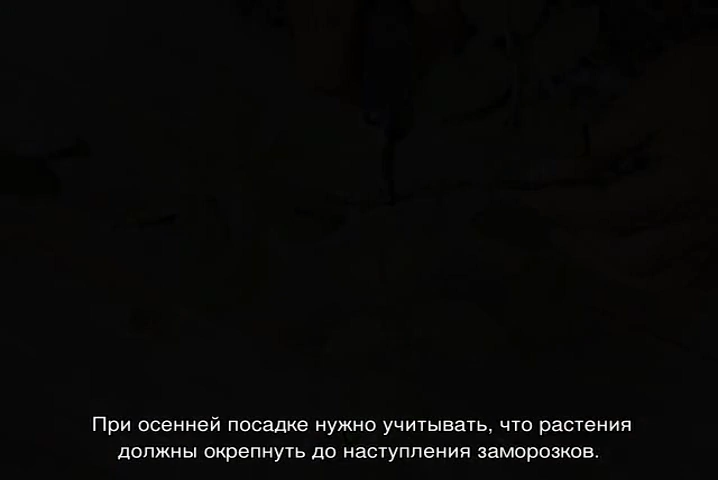 При осенней посадке нужно учитывать, что растения
должны окрепнуть до наступления заморозков.